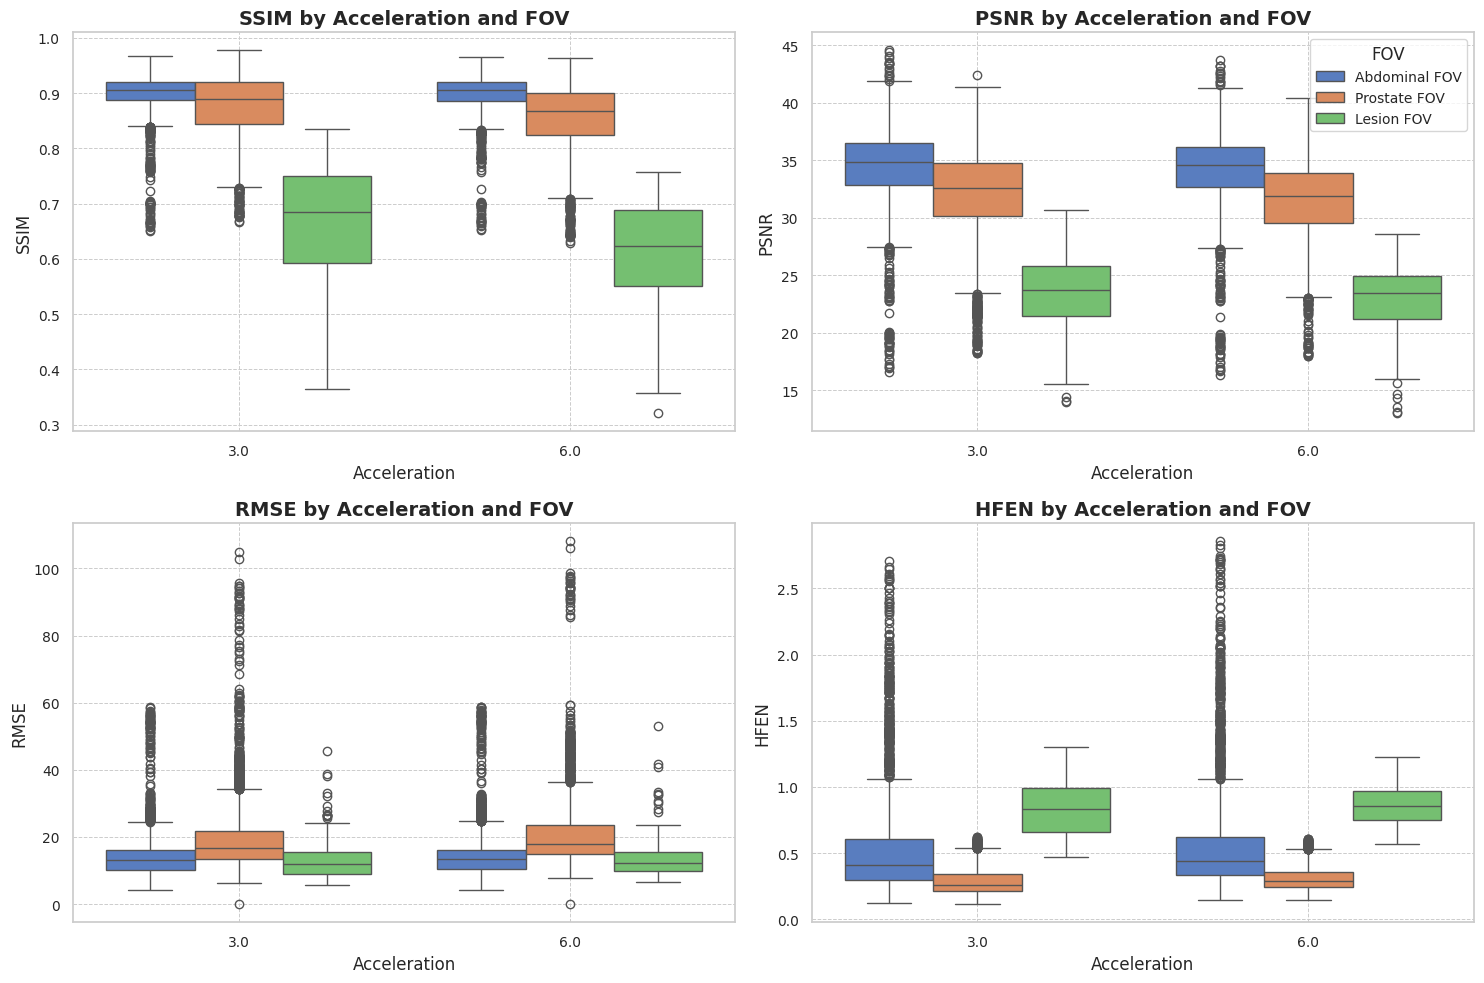 SSIM by Acceleration and FOV
1.0
0.9
0.8
0.7
0.6
0.5
0.4
0.3
SSIM
3.0
6.0
Acceleration
PSNR by Acceleration and FOV
45
40
35
30
25
20
15
PSNR
FOV
Abdominal FOV
Prostate FOV
Lesion FOV
3.0
6.0
Acceleration
RMSE by Acceleration and FOV
100
80
60
40
20
0
RMSE
3.0
6.0
Acceleration
HFEN by Acceleration and FOV
2.5
2.0
1.5
1.0
0.5
0.0
HFEN
3.0
6.0
Acceleration